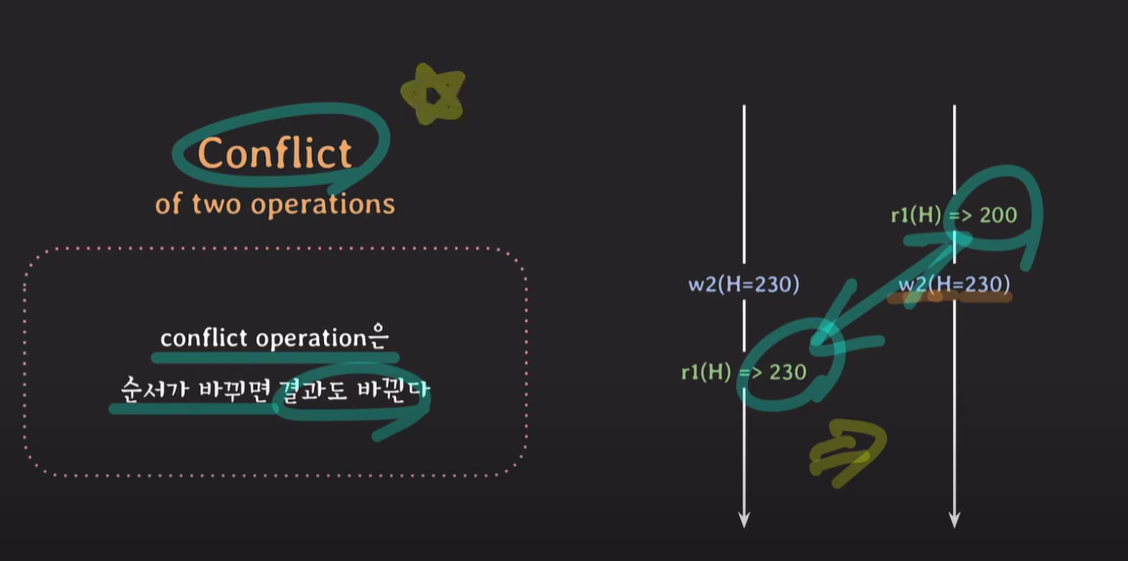 Conflict
of two operations
conflict operation은
순서가 바뀌면 결과도 바뀐다
w2(H=230)
r1(H) => 230
r1(H) => 200
w2(H=230)